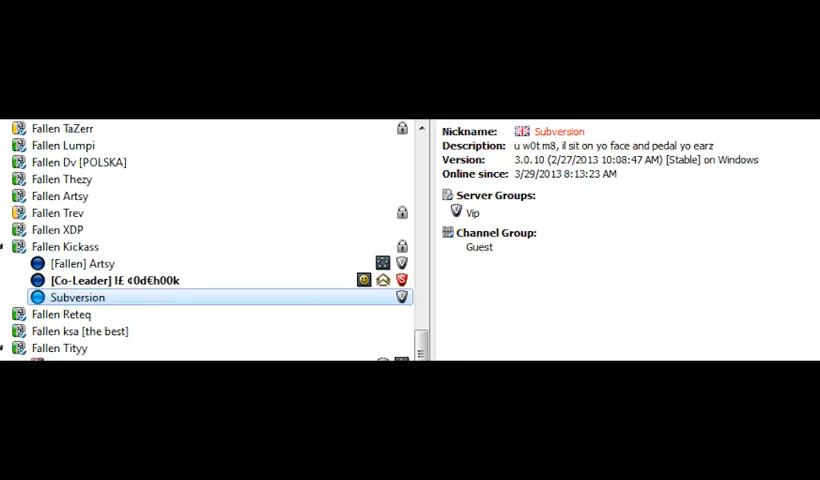 Fallen TaZerr
Fallen Lumpi
Fallen Dv [POLSKA]
Fallen Thezy
Fallen Artsy
Fallen Trev
Fallen XDP
Fallen Kickass
[Fallen] Artsy
[Co-Leader] l£ ¢0d€h00k
Subversion
Fallen Reteq
Fallen ksa [the best]
Fallen Tityy
Nickname: Subversion
Description: u w0t m8, il sit on yo face and pedal yo earz
Version: 3.0.10 (2/27/2013 10:08:47 AM) [Stable] on Windows
Online since: 3/29/2013 8:13:23 AM
Server Groups:
Vip
Channel Group:
Guest